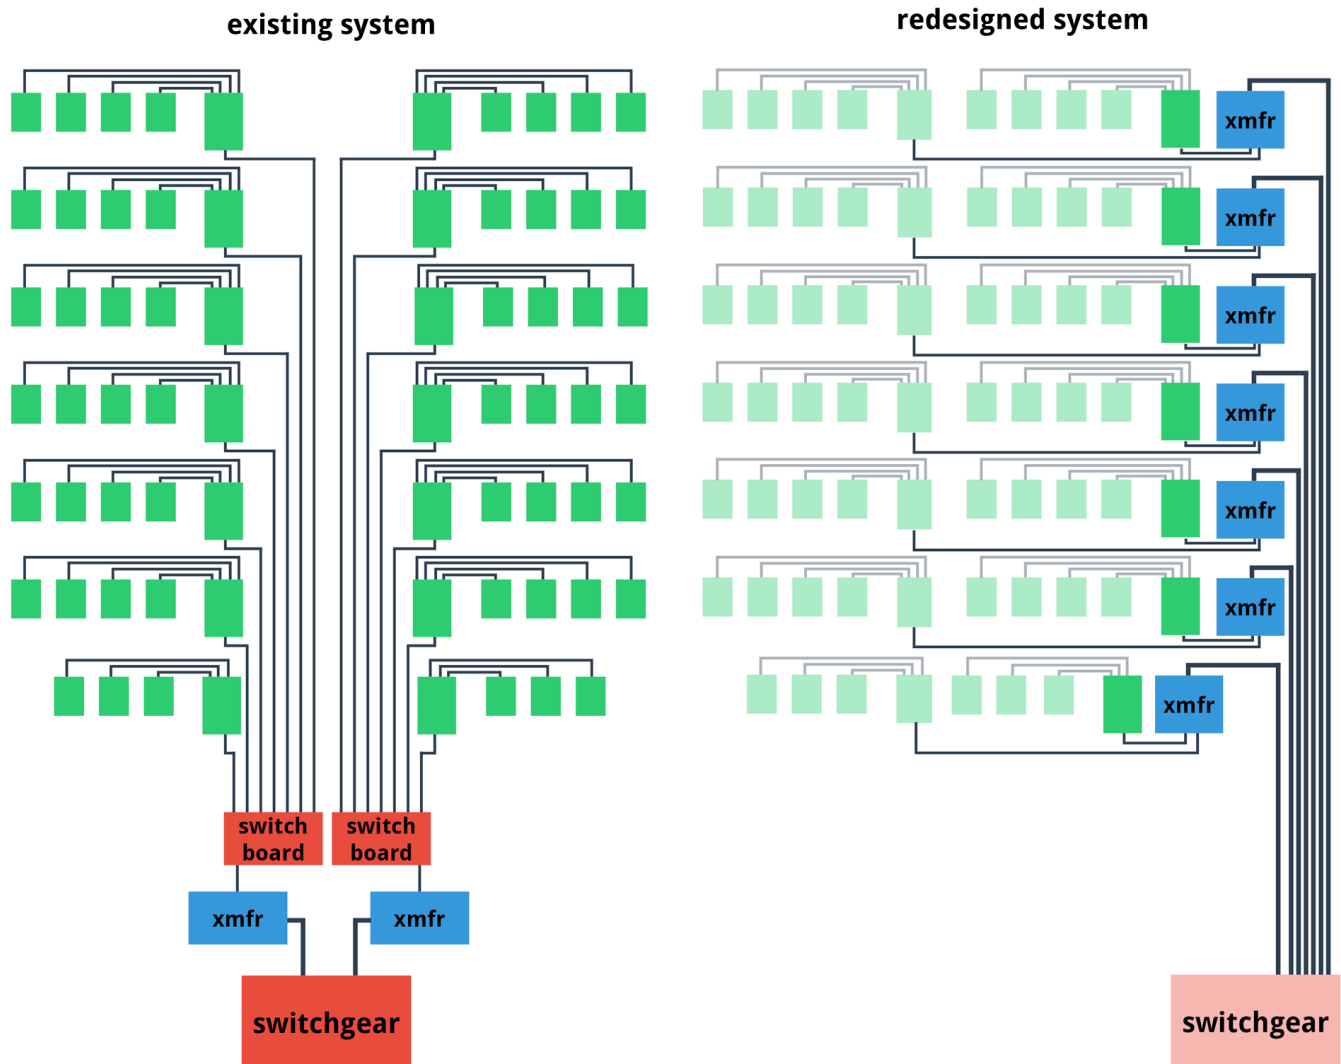 existing system
redesigned system
xmfr
xmfr
xmfr
xmfr
xmfr
xmfr
xmfr
switch
board
switch
board
xmfr
xmfr
switchgear
switchgear